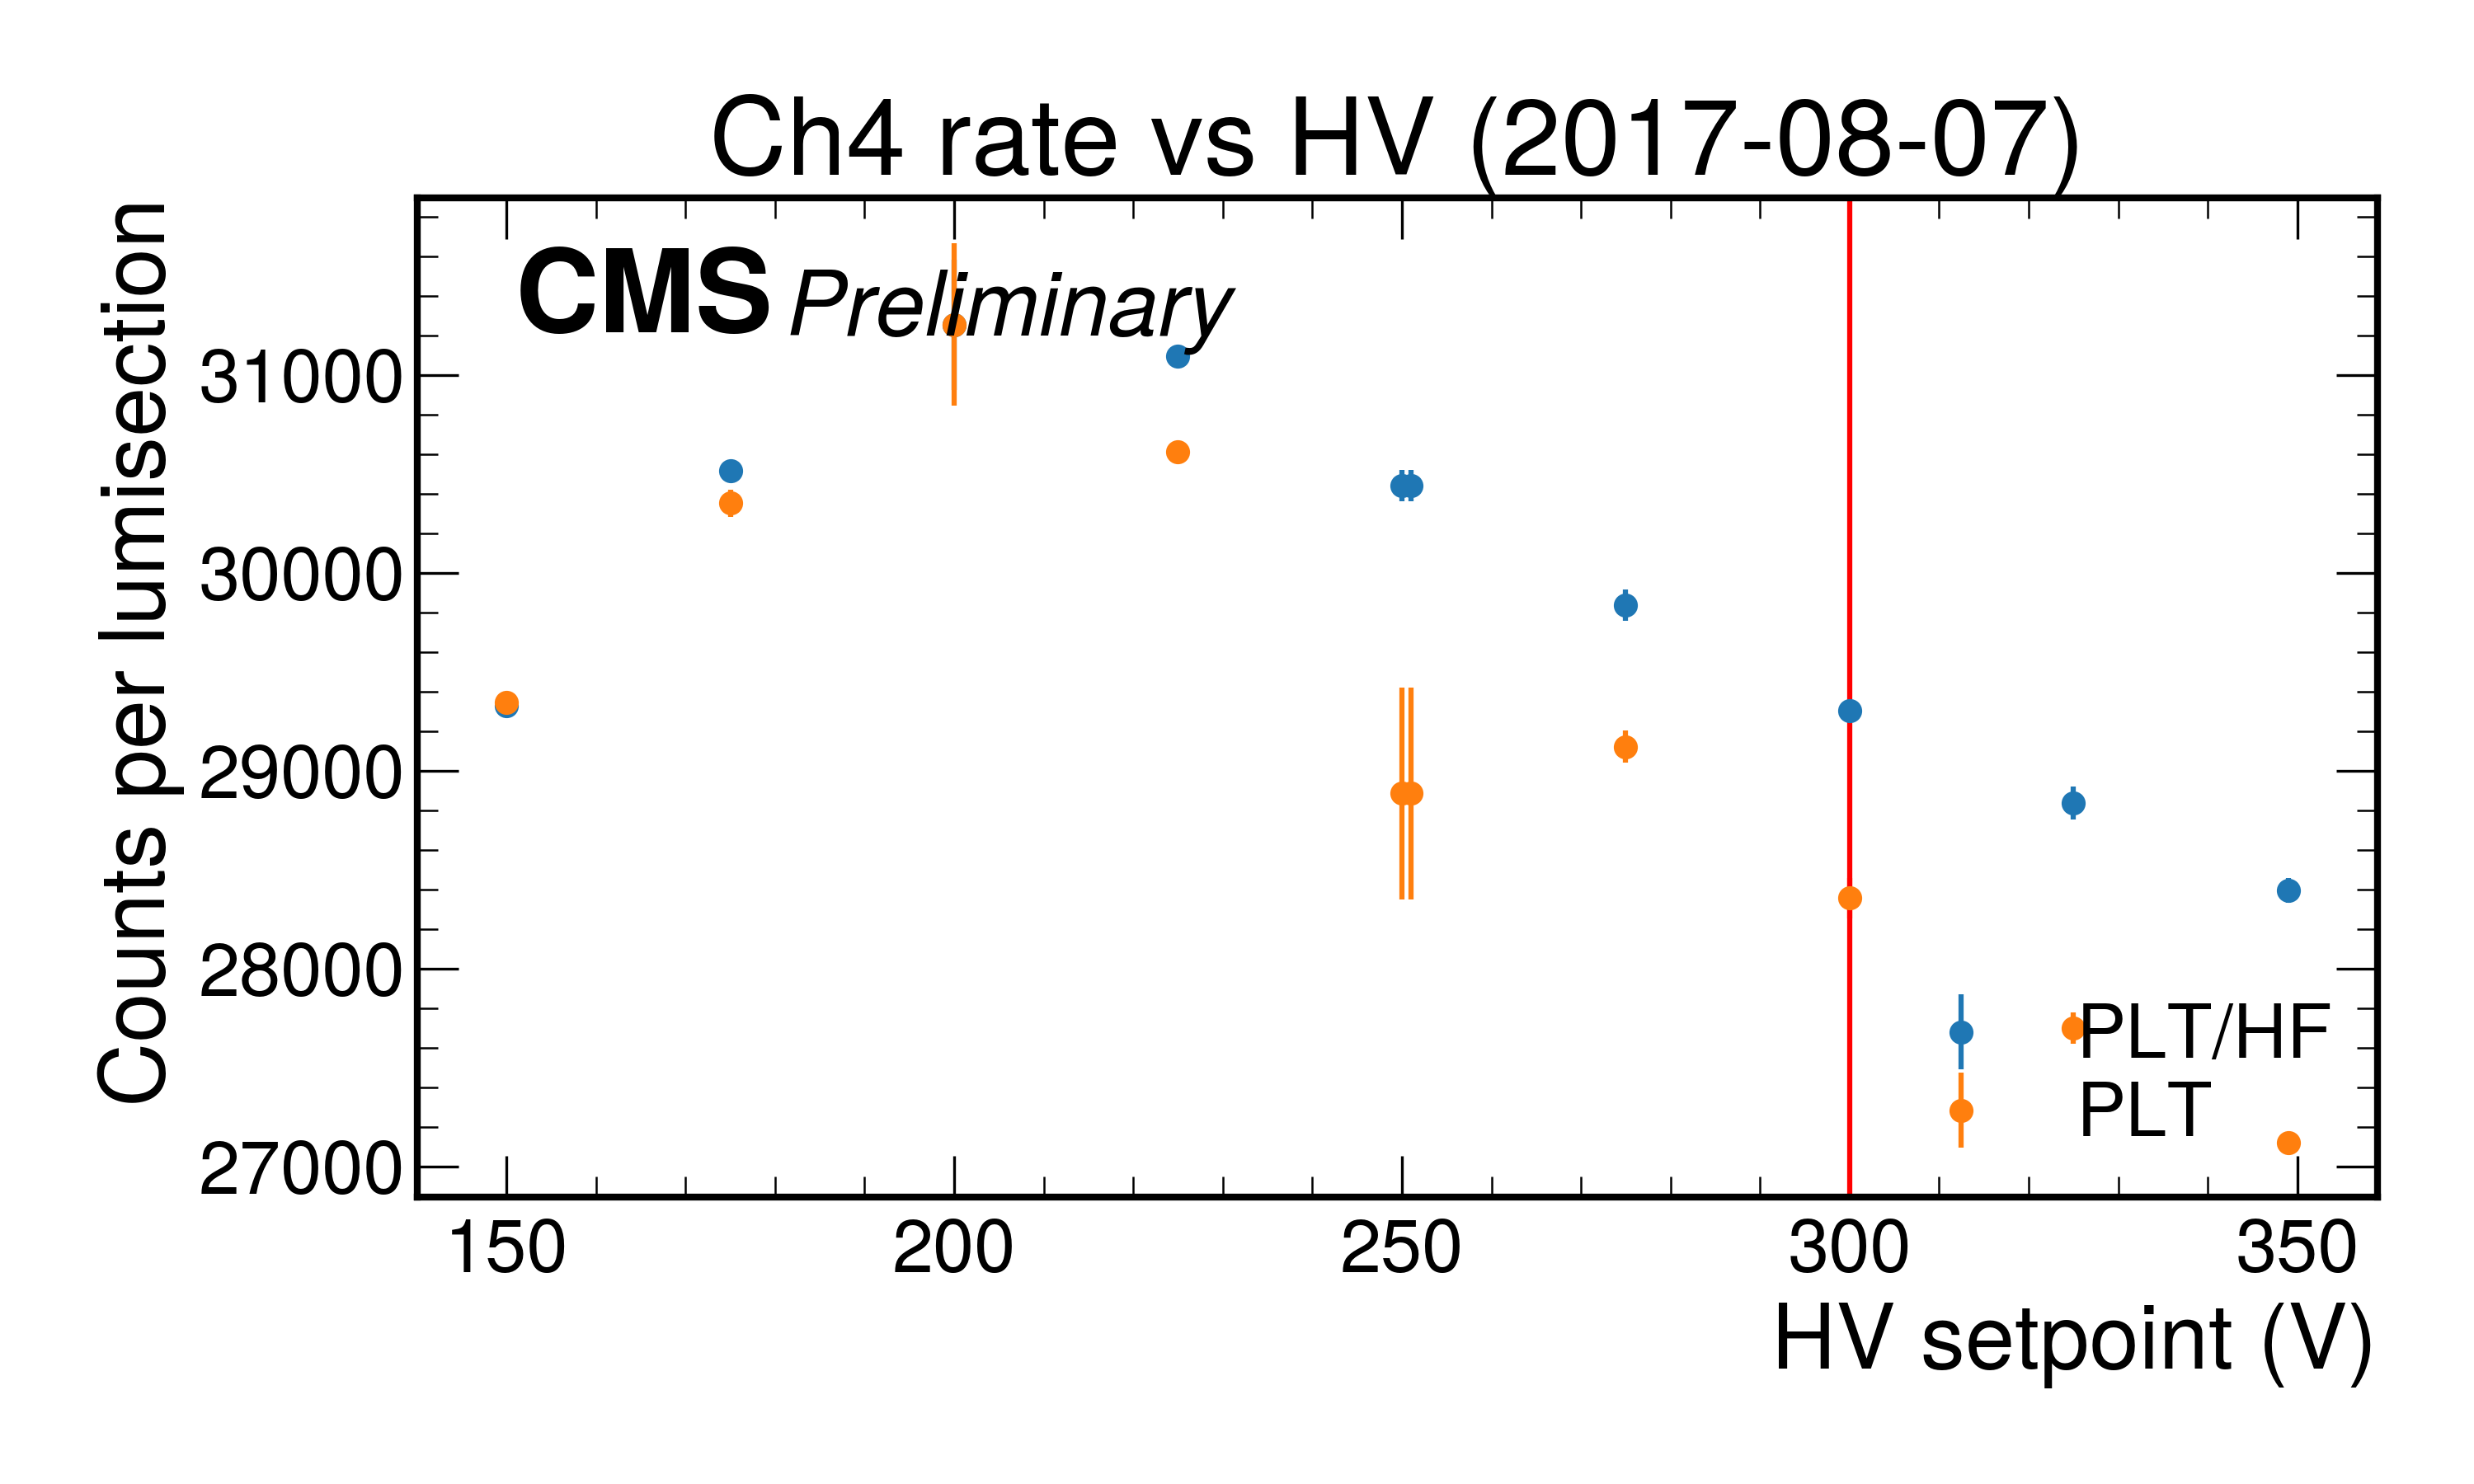 Ch4 rate vs HV (2017-08-07)
CMS Preliminary
Counts per lumisection
31000
30000
29000
28000
27000
PLT/HF
PLT
150 200 250 300 350
HV setpoint (V)